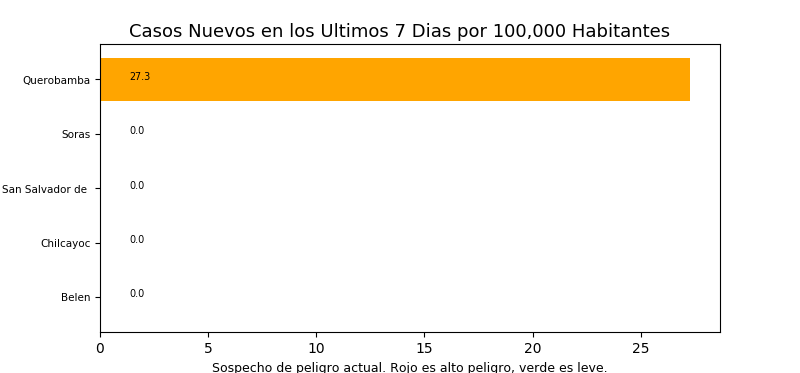 Casos Nuevos en los Ultimos 7 Dias por 100,000 Habitantes
Querobamba 27.3
Soras 0.0
San Salvador de 0.0
Chilcayoc 0.0
Belen 0.0
0 5 10 15 20 25
Sospecho de peligro actual. Rojo es alto peligro, verde es leve.